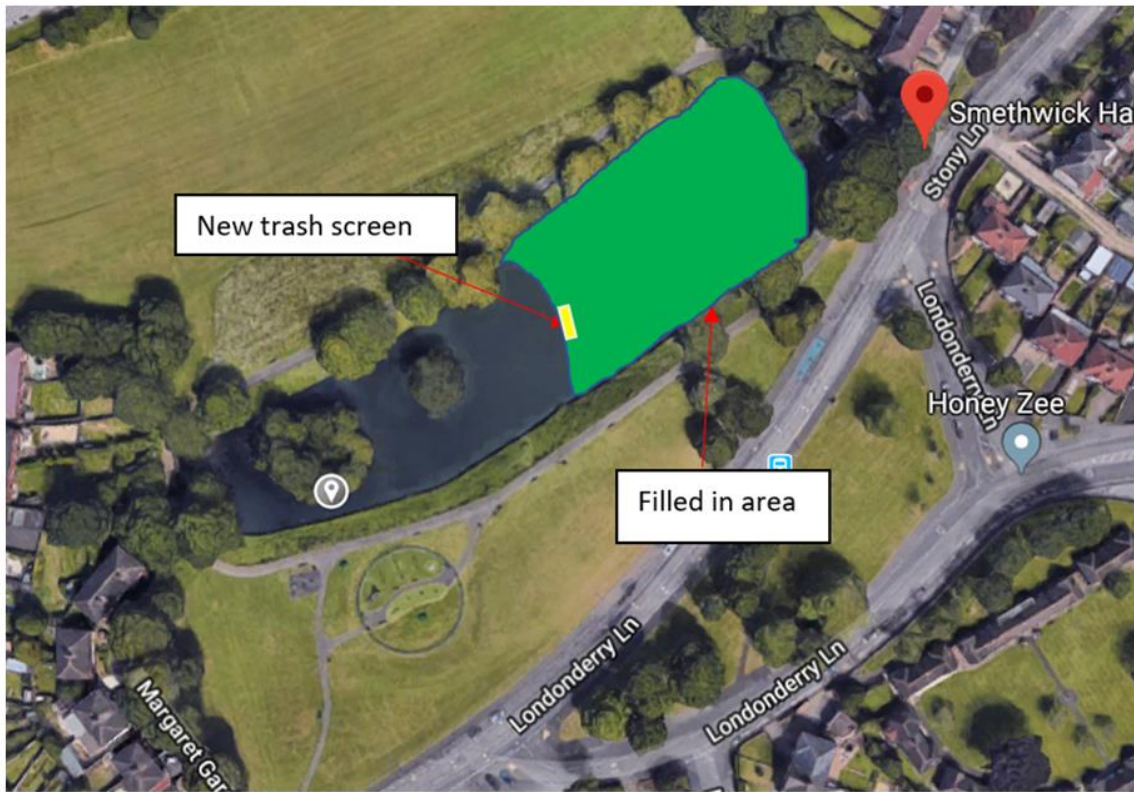 Smethwick Ha
Stony Ln
New trash screen
Londonderry Ln
Honey Zee
Filled in area
Londonderry Ln
Londonderry Ln
Margaret Gar